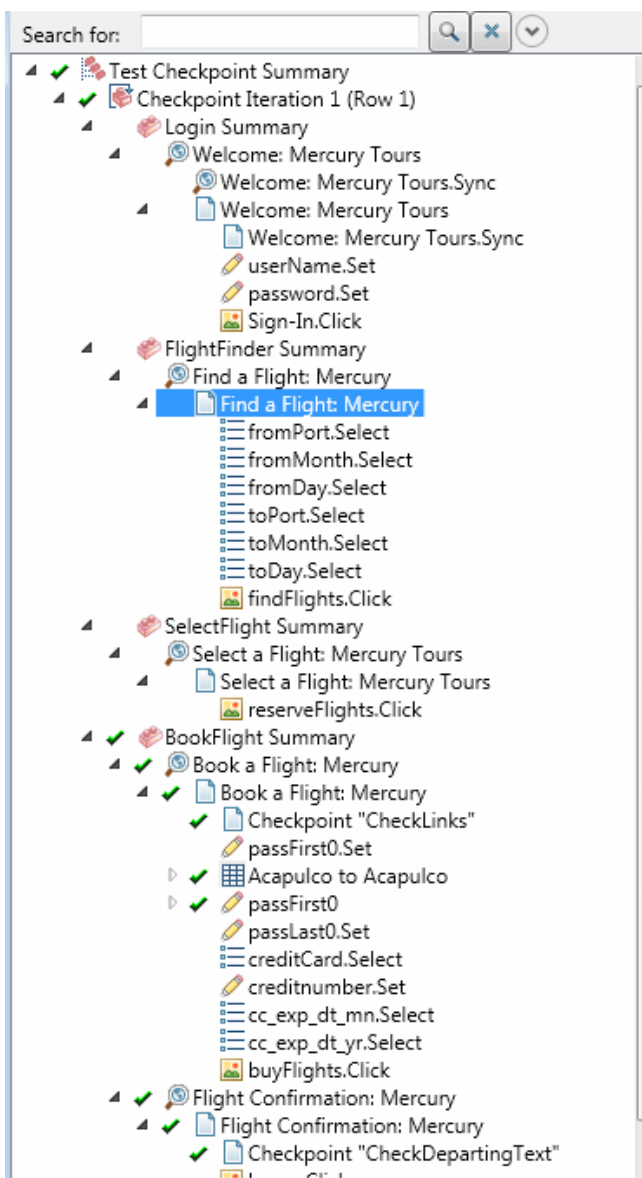 Search for:
Test Checkpoint Summary
Checkpoint Iteration 1 (Row 1)
Login Summary
Welcome: Mercury Tours
Welcome: Mercury Tours.Sync
Welcome: Mercury Tours
Welcome: Mercury Tours.Sync
userName.Set
password.Set
Sign-In.Click
FlightFinder Summary
Find a Flight: Mercury
Find a Flight: Mercury
fromPort.Select
fromMonth.Select
fromDay.Select
toPort.Select
toMonth.Select
toDay.Select
findFlights.Click
SelectFlight Summary
Select a Flight: Mercury Tours
Select a Flight: Mercury Tours
reserveFlights.Click
BookFlight Summary
Book a Flight: Mercury
Book a Flight: Mercury
Checkpoint "CheckLinks"
passFirst0.Set
Acapulco to Acapulco
passFirst0
passLast0.Set
creditCard.Select
creditnumber.Set
cc_exp_dt_mn.Select
cc_exp_dt_yr.Select
buyFlights.Click
Flight Confirmation: Mercury
Flight Confirmation: Mercury
Checkpoint "CheckDepartingText"